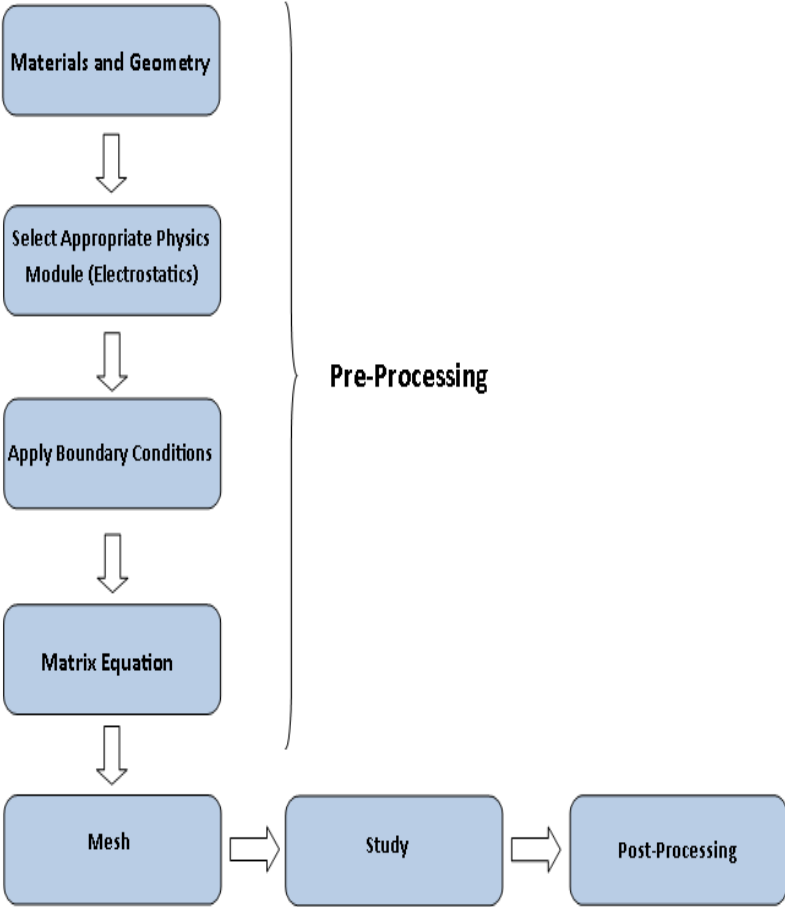 Materials and Geometry
Select Appropriate Physics
Module (Electrostatics)
Pre-Processing
Apply Boundary Conditions
Matrix Equation
Mesh
Study
Post-Processing